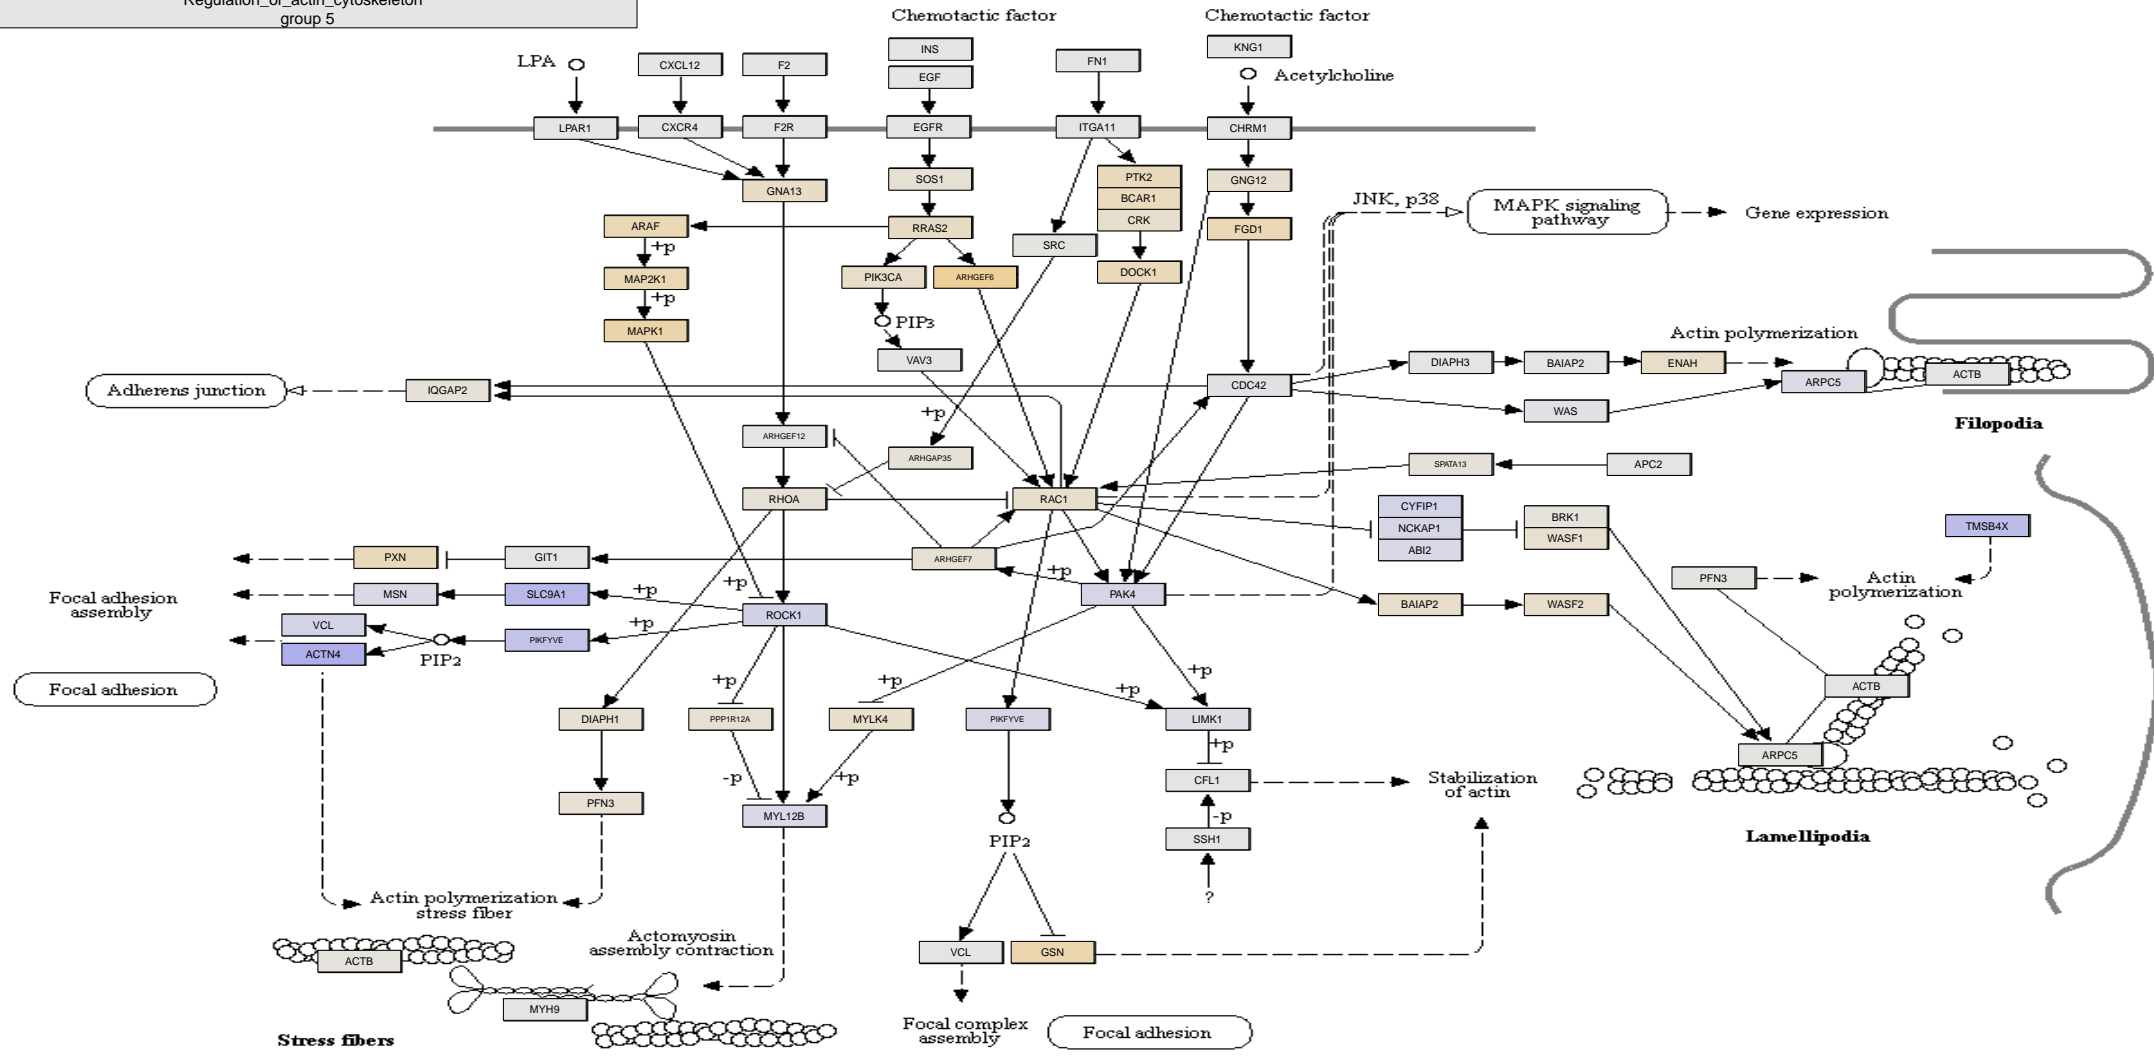 Regulation_of_actin_cytoskeleton
group 5
Chemotactic factor
Chemotactic factor
INS
KNG1
LPA
CXCL12
F2
EGF
FN1
Acetylcholine
LPAR1
CXCR4
F2R
EGFR
ITGA11
CHRM1
GNA13
SOS1
PTK2
BCAR1
CRK
GNG12
JNK, p38
MAPK signaling
pathway
Gene expression
ARAF
RRAS2
SRC
FGD1
+p
MAP2K1
PIK3CA
ARHGEF6
DOCK1
+p
MAPK1
PIP3
VAV3
Actin polymerization
DIAPH3
BAIAP2
ENAH
ARPC5
ACTB
Adherens junction
IQGAP2
CDC42
WAS
Filopodia
+p
ARHGEF12
ARHGAP35
SPATA13
APC2
RHOA
RAC1
CYFIP1
NCKAP1
ABI2
BRK1
WASF1
TMSB4X
PXN
GIT1
ARHGEF7
+p
PFN3
Actin
polymerization
Focal adhesion
assembly
MSN
SLC9A1
+p
+p
ROCK1
PAK4
BAIAP2
WASF2
VCL
ACTN4
PIP2
PIKFYVE
+p
Focal adhesion
+p
+p
+p
+p
ACTB
DIAPH1
PPP1R12A
MYLK4
PIKFYVE
LIMK1
+p
ARPC5
-p
+p
CFL1
Stabilization
of actin
PFN3
MYL12B
-p
PIP2
SSH1
Lamellipodia
?
Actin polymerization
stress fiber
Actomyosin
assembly contraction
VCL
GSN
ACTB
MYH9
Focal complex
assembly
Focal adhesion
Stress fibers